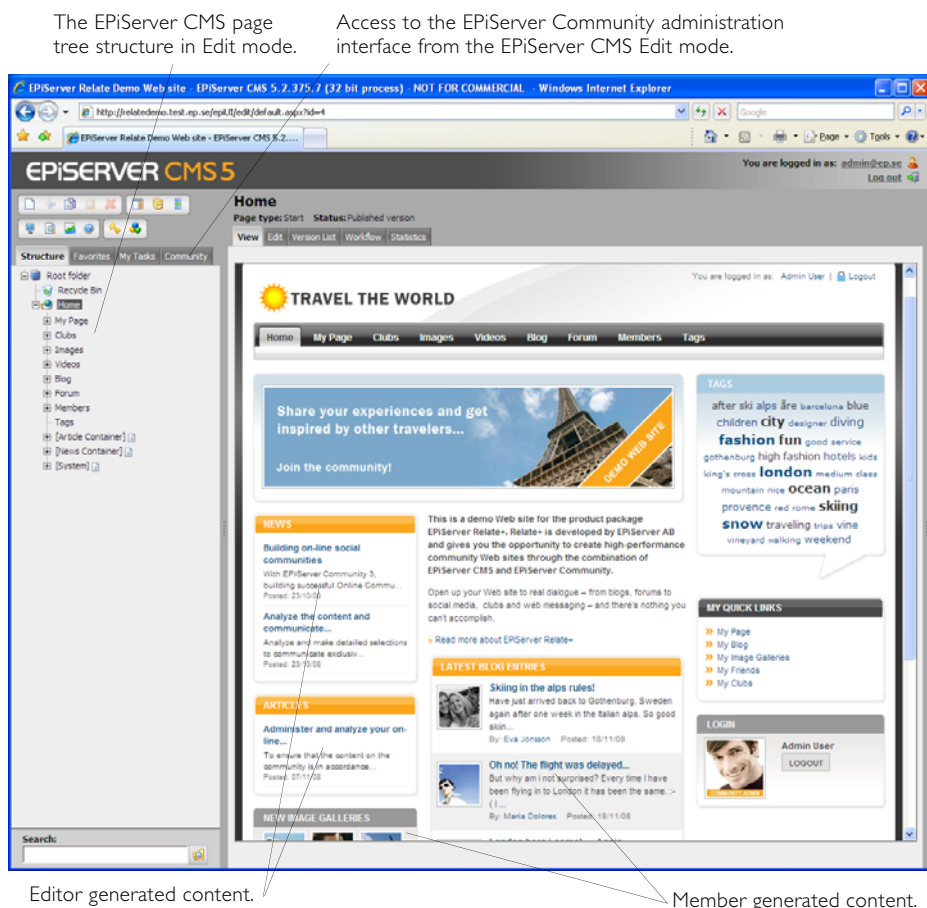 The EPiServer CMS page
tree structure in Edit mode.
Access to the EPiServer Community administration
interface from the EPiServer CMS Edit mode.
EPiServer Relate Demo Web site - EPiServer CMS 5.2.375.7 (32 bit process) - NOT FOR COMMERCIAL - Windows Internet Explorer
http://relatedemo.test.ep.se/epiUI/edit/default.aspx?id=4
Google
EPiServer Relate Demo Web site - EPiServer CMS 5.2....
Page
Tools
EPiSERVER CMS 5
You are logged in as: admin@ep.se
Log out
Home
Page type: Start Status: Published version
View Edit Version List Workflow Statistics
Structure Favorites My Tasks Community
Root folder
Recycle Bin
Home
My Page
Clubs
Images
Videos
Blog
Forum
Members
Tags
[Article Container]
[News Container]
[System]
Search:
You are logged in as: Admin User | Logout
TRAVEL THE WORLD
Home My Page Clubs Images Videos Blog Forum Members Tags
Share your experiences and get
inspired by other travelers...
Join the community!
DEMO WEB SITE
TAGS
after ski alps åre barcelona blue
children city designer diving
fashion fun good service
gothenburg high fashion hotels kids
king's cross london medium class
mountain nice ocean paris
provence red rome skiing
snow traveling trips vine
vineyard walking weekend
NEWS
Building on-line social
communities
With EPiServer Community 3,
building successful Online Commu...
Posted: 23/10/08
Analyze the content and
communicate...
Analyze and make detailed selections
to communicate exclusiv...
Posted: 23/10/08
ARTICLES
Administer and analyze your on-
line...
To ensure that the content on the
community is in accordance...
Posted: 07/11/08
NEW IMAGE GALLERIES
This is a demo Web site for the product package
EPiServer Relate+. Relate+ is developed by EPiServer AB
and gives you the opportunity to create high-performance
community Web sites through the combination of
EPiServer CMS and EPiServer Community.
Open up your Web site to real dialogue – from blogs, forums to
social media, clubs and web messaging – and there's nothing you
can't accomplish.
» Read more about EPiServer Relate+
LATEST BLOG ENTRIES
Skiing in the alps rules!
Have just arrived back to Gothenburg, Sweden
again after one week in the Italian alps. So good
skin...
By: Eva Jonsson Posted: 18/11/08
Oh no! The flight was delayed...
But why am i not surprised? Every time I have
been flying in to London it has been the same. :-
( I...
By: Maria Dolores Posted: 18/11/08
MY QUICK LINKS
» My Page
» My Blog
» My Image Galleries
» My Friends
» My Clubs
LOGIN
Admin User
LOGOUT
COMMUNITY ADMIN
Editor generated content.
Member generated content.